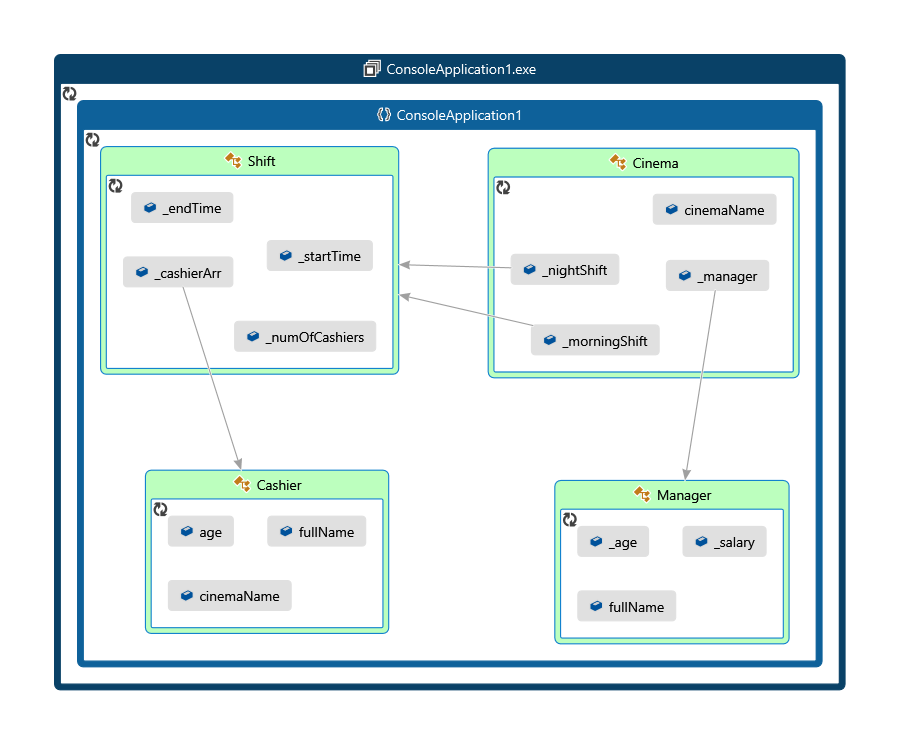 ConsoleApplication1.exe
ConsoleApplication1
Shift
_endTime
_startTime
_cashierArr
_numOfCashiers
Cinema
cinemaName
_nightShift
_manager
_morningShift
Cashier
age
fullName
cinemaName
Manager
_age
_salary
fullName